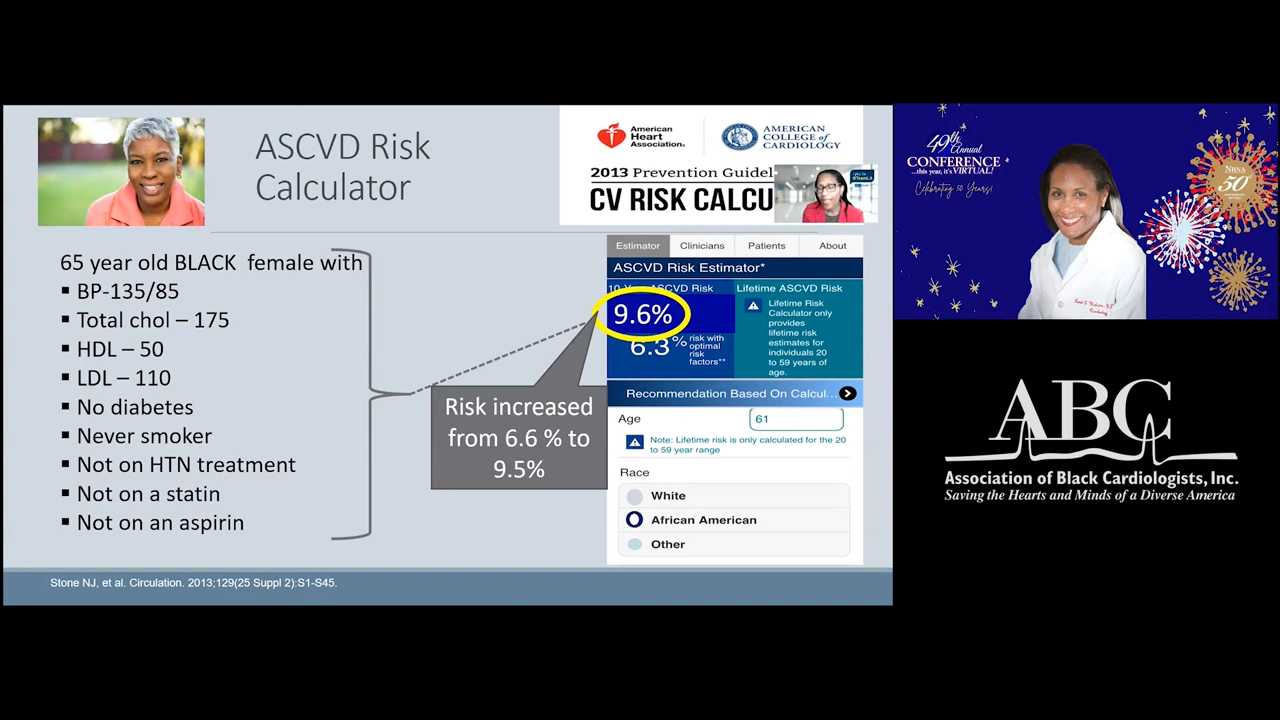 ASCVD Risk
Calculator
American
Heart
Association.
AMERICAN
COLLEGE of
CARDIOLOGY
2013 Prevention Guidel
CV RISK CALCU
65 year old BLACK female with
▪ BP-135/85
▪ Total chol – 175
▪ HDL – 50
▪ LDL – 110
▪ No diabetes
▪ Never smoker
▪ Not on HTN treatment
▪ Not on a statin
▪ Not on an aspirin
Risk increased
from 6.6 % to
9.5%
Estimator Clinicians Patients About
ASCVD Risk Estimator*
10-Year ASCVD Risk
9.6%
6.3%
risk with
optimal
risk
factors**
Lifetime ASCVD Risk
Lifetime Risk
Calculator only
provides
lifetime risk
estimates for
individuals 20
to 59 years of
age.
Recommendation Based On Calcul...
Age 61
Note: Lifetime risk is only calculated for the 20
to 59 year range
Race
White
African American
Other
Stone NJ, et al. Circulation. 2013;129(25 Suppl 2):S1-S45.
49th
Annual
CONFERENCE
...this year, it's VIRTUAL!
Celebrating 50 Years!
NBNA
50
ABC
Association of Black Cardiologists, Inc.
Saving the Hearts and Minds of a Diverse America